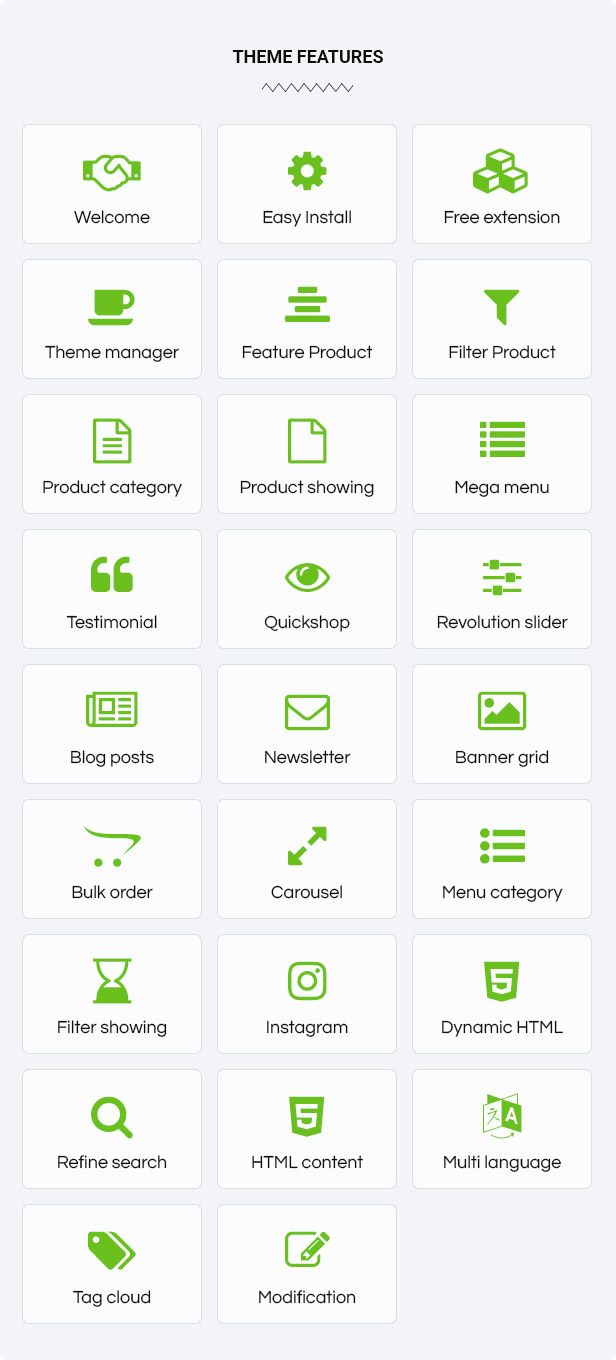 THEME FEATURES
Welcome
Easy Install
Free extension
Theme manager
Feature Product
Filter Product
Product category
Product showing
Mega menu
Testimonial
Quickshop
Revolution slider
Blog posts
Newsletter
Banner grid
Bulk order
Carousel
Menu category
Filter showing
Instagram
Dynamic HTML
Refine search
HTML content
Multi language
Tag cloud
Modification